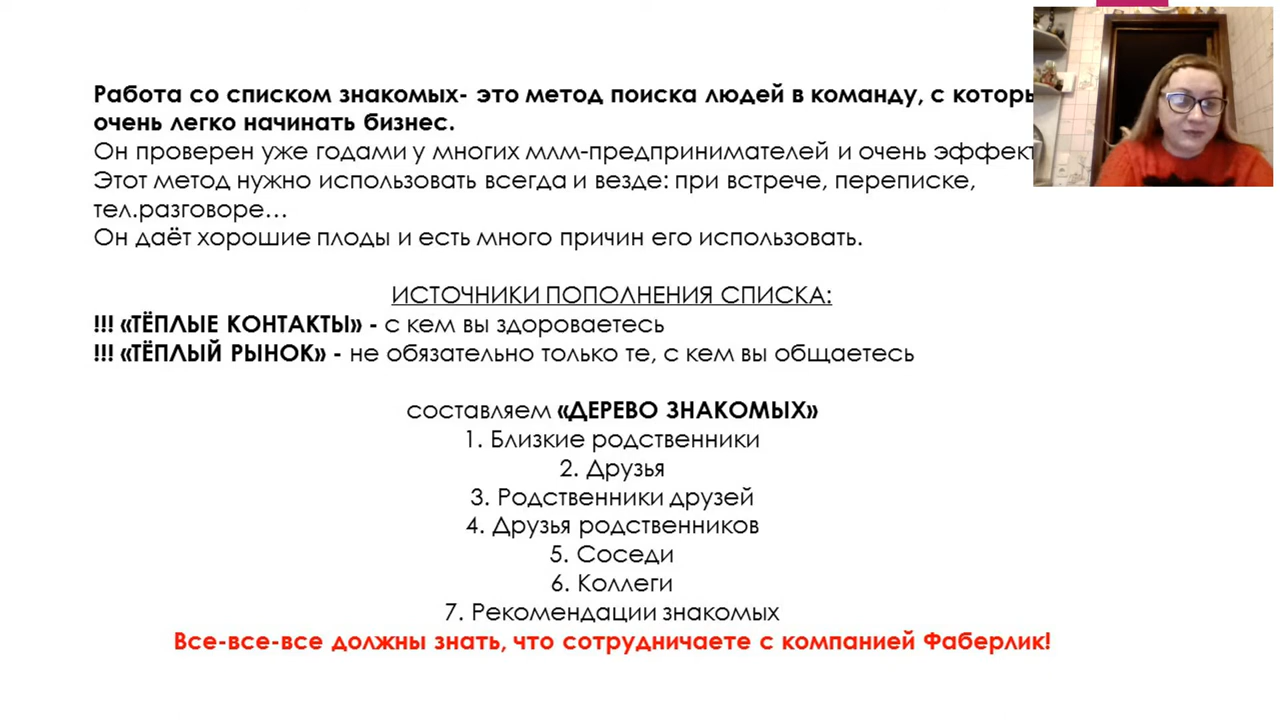 Работа со списком знакомых- это метод поиска людей в команду, с
очень легко начинать бизнес.
Он проверен уже годами у многих млм-предпринимателей и очень
Этот метод нужно использовать всегда и везде: при встрече, переписке,
тел.разговоре...
Он даёт хорошие плоды и есть много причин его использовать.
ИСТОЧНИКИ ПОПОЛНЕНИЯ СПИСКА:
!!! «ТЁПЛЫЕ КОНТАКТЫ» - с кем вы здороваетесь
!!! «ТЁПЛЫЙ РЫНОК» - не обязательно только те, с кем вы общаетесь
составляем «ДЕРЕВО ЗНАКОМЫХ»
1. Близкие родственники
2. Друзья
3. Родственники друзей
4. Друзья родственников
5. Соседи
6. Коллеги
7. Рекомендации знакомых
Все-все-все должны знать, что сотрудничаете с компанией Фаберлик!